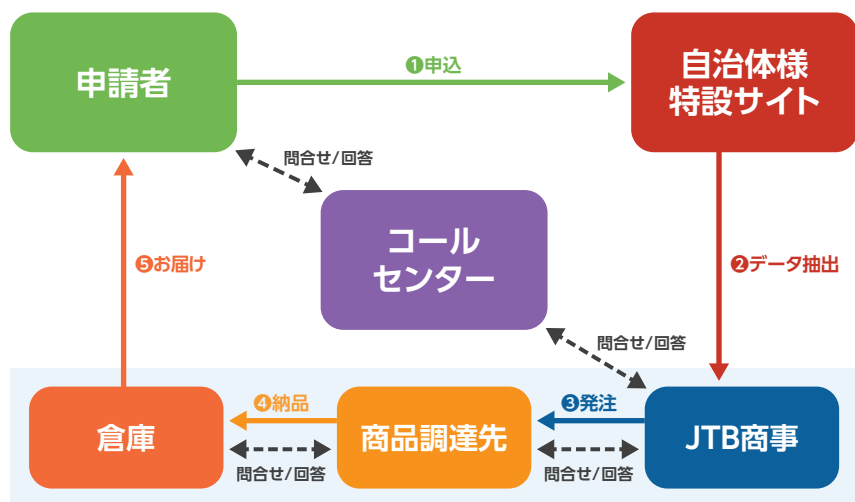 申請者
❶申込
自治体様
特設サイト
問合せ/回答
コール
センター
❺お届け
❷データ抽出
問合せ/回答
倉庫
❹納品
商品調達先
❸発注
JTB商事
問合せ/回答
問合せ/回答